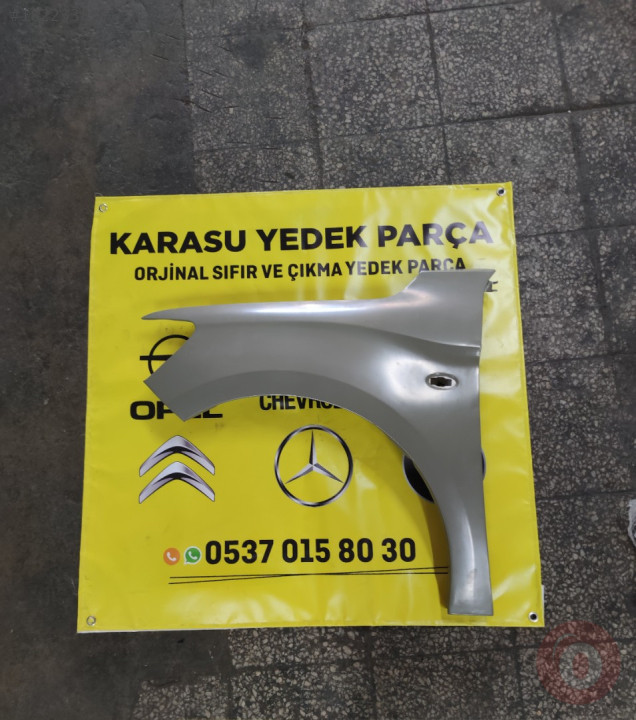 KARASU YEDEK PARÇA
ORJİNAL SIFIR VE ÇIKMA YEDEK PARÇA
0537 015 80 30